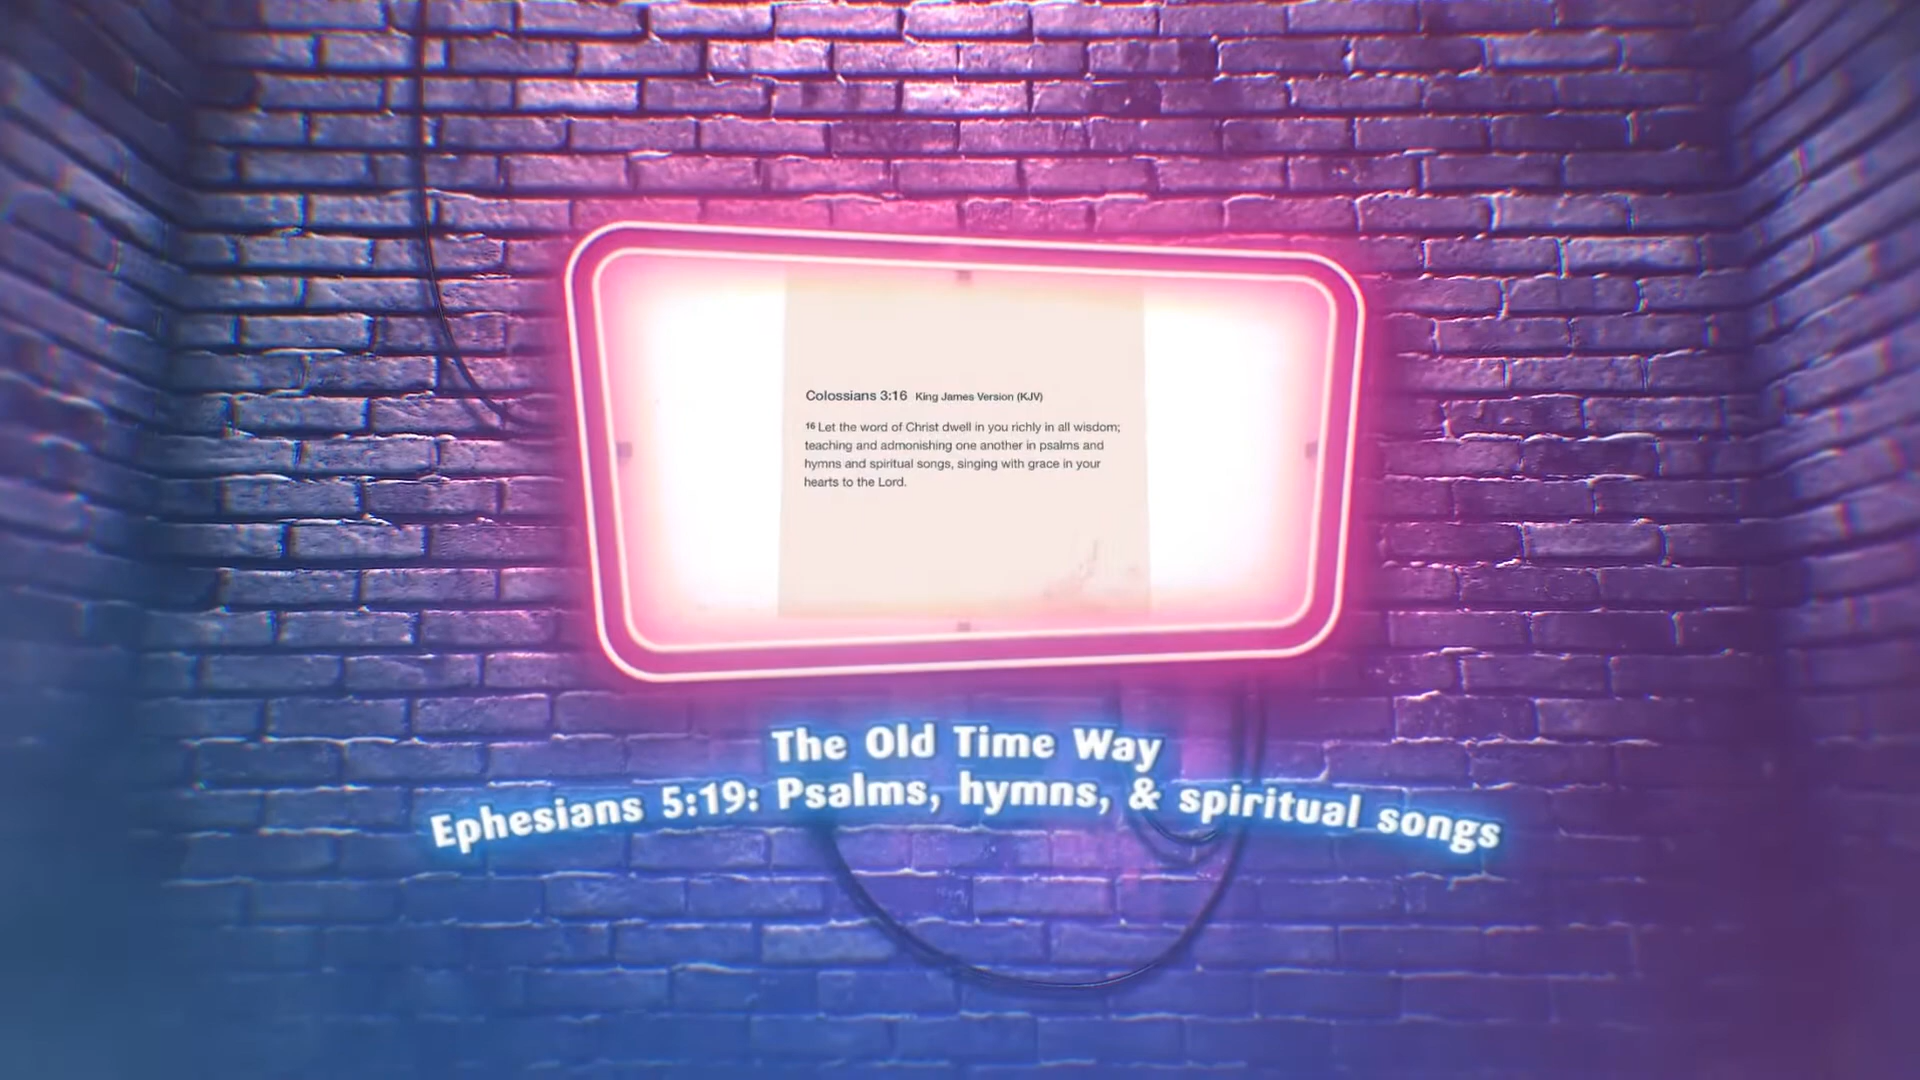 Colossians 3:16 King James Version (KJV)
16 Let the word of Christ dwell in you richly in all wisdom;
teaching and admonishing one another in psalms and
hymns and spiritual songs, singing with grace in your
hearts to the Lord.
The Old Time Way
Ephesians 5:19: Psalms, hymns, & spiritual songs